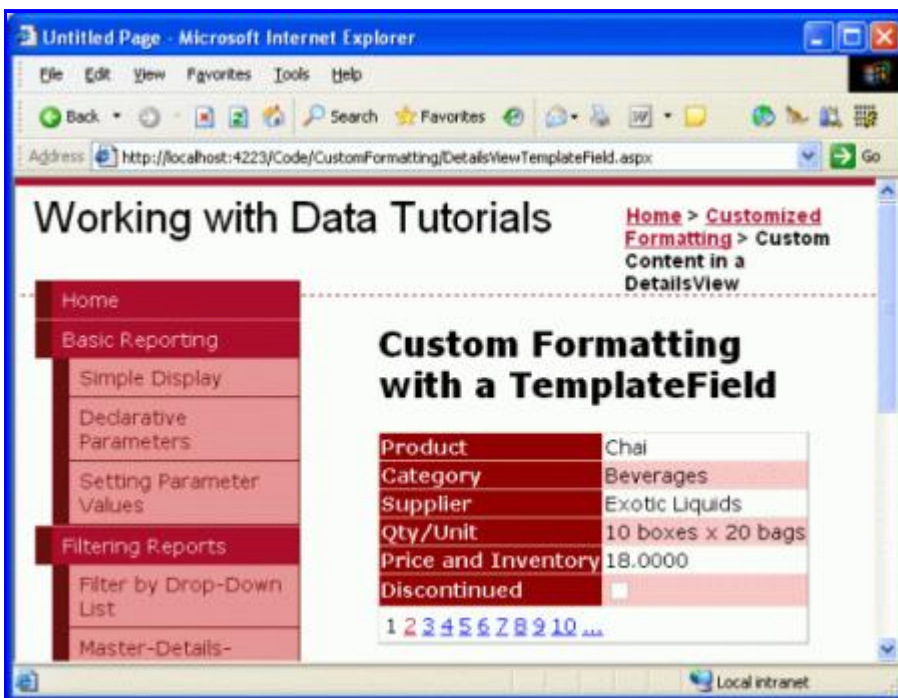 Untitled Page - Microsoft Internet Explorer
File Edit View Favorites Tools Help
Back Search Favorites
Address http://localhost:4223/Code/CustomFormatting/DetailsViewTemplateField.aspx Go
Working with Data Tutorials
Home > Customized
Formatting > Custom
Content in a
DetailsView
Home
Basic Reporting
Simple Display
Declarative
Parameters
Setting Parameter
Values
Filtering Reports
Filter by Drop-Down
List
Master-Details-
Custom Formatting
with a TemplateField
Product Chai
Category Beverages
Supplier Exotic Liquids
Qty/Unit 10 boxes x 20 bags
Price and Inventory 18.0000
Discontinued
1 2 3 4 5 6 7 8 9 10 ...
Local intranet